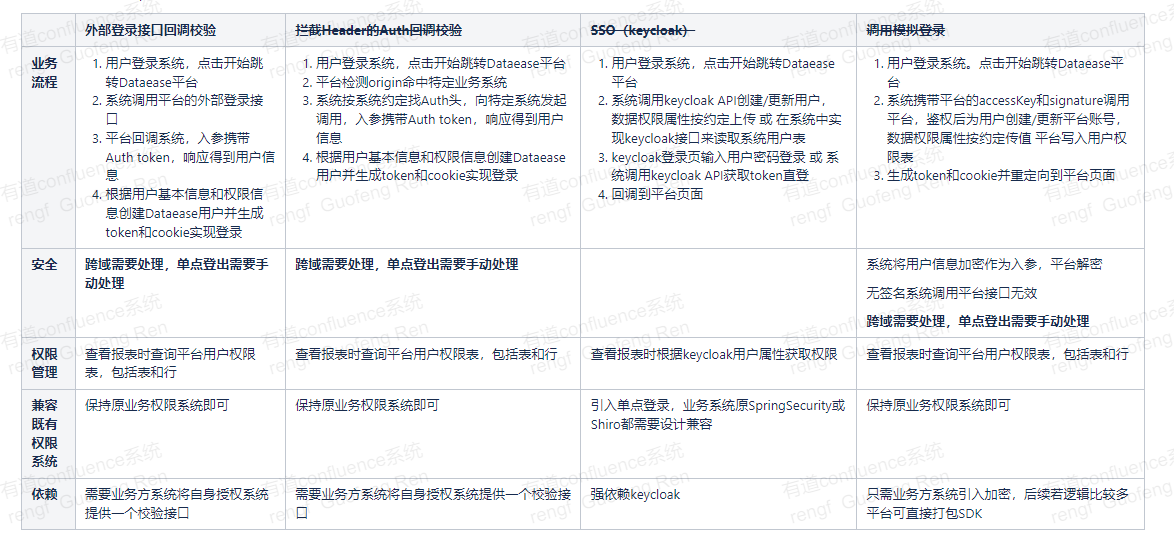 外部登录接口回调校验
拦截Header的Auth回调校验
SSO（keycloak）
调用模拟登录
业务
流程
1. 用户登录系统，点击开始跳
转Dataease平台
2. 系统调用平台的外部登录接
口
3. 平台回调系统，入参携带
Auth token，响应得到用户信
息
4. 根据用户基本信息和权限信
息创建Dataease用户并生成
token和cookie实现登录
1. 用户登录系统，点击开始跳转Dataease平台
2. 平台检测origin命中特定业务系统
3. 系统按系统约定找Auth头，向特定系统发起
调用，入参携带Auth token，响应得到用户
信息
4. 根据用户基本信息和权限信息创建Dataease
用户并生成token和cookie实现登录
1. 用户登录系统，点击开始跳转Dataease
平台
2. 系统调用keycloak API创建/更新用户，
数据权限属性按约定上传 或 在系统中实
现keycloak接口来读取系统用户表
3. keycloak登录页输入用户密码登录 或 系
统调用keycloak API获取token直登
4. 回调到平台页面
1. 用户登录系统。点击开始跳转Dataease平
台
2. 系统携带平台的accessKey和signature调用
平台，鉴权后为用户创建/更新平台账号，
数据权限属性按约定传值 平台写入用户权
限表
3. 生成token和cookie并重定向到平台页面
安全
跨域需要处理，单点登出需要手
动处理
跨域需要处理，单点登出需要手动处理
系统将用户信息加密作为入参，平台解密
无签名系统调用平台接口无效
跨域需要处理，单点登出需要手动处理
权限
管理
查看报表时查询平台用户权限
表，包括表和行
查看报表时查询平台用户权限表，包括表和行
查看报表时根据keycloak用户属性获取权限
查看报表时查询平台用户权限表，包括表和行
兼容
既有
权限
系统
保持原业务权限系统即可
保持原业务权限系统即可
引入单点登录，业务系统原SpringSecurity或
Shiro都需要设计兼容
保持原业务权限系统即可
依赖
需要业务方系统将自身授权系统
提供一个校验接口
需要业务方系统将自身授权系统提供一个校验接
口
强依赖keycloak
只需业务方系统引入加密，后续若逻辑比较多
平台可直接打包SDK
有道confluence系统
rengf Guofeng Ren